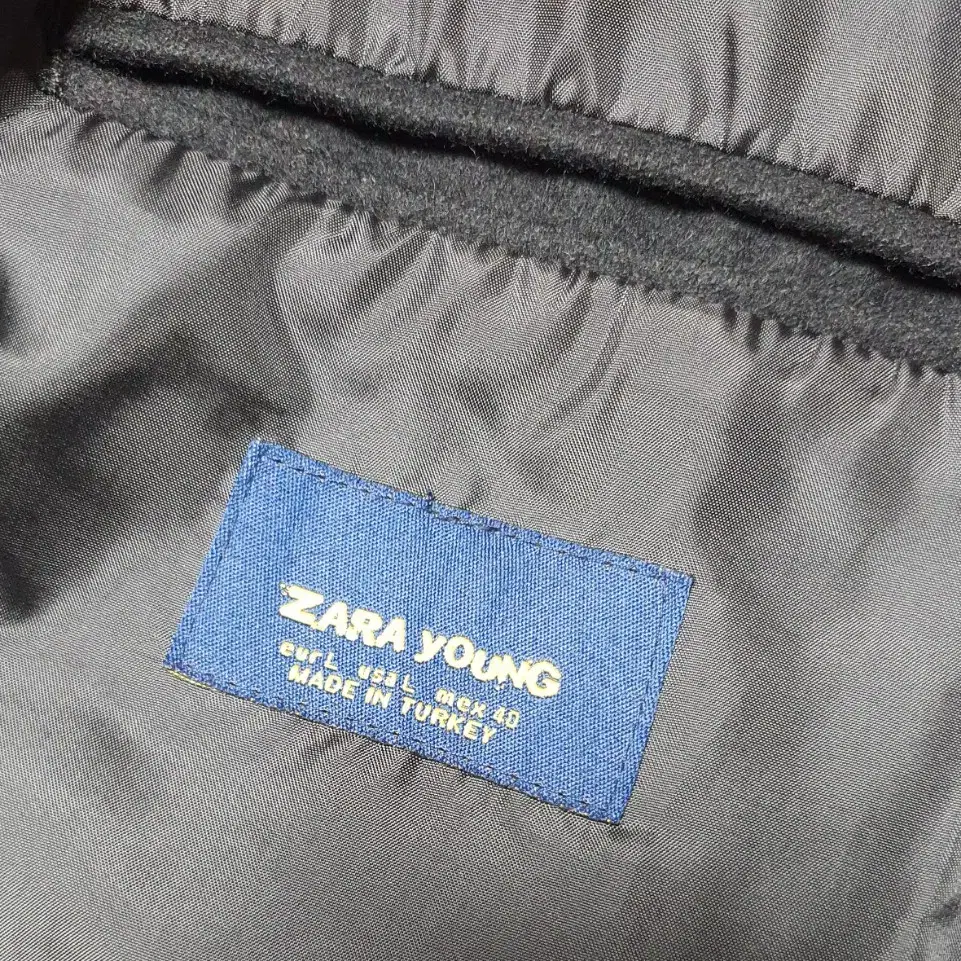 ZARA YOUNG
eur L usa L mex 40
MADE IN TURKEY